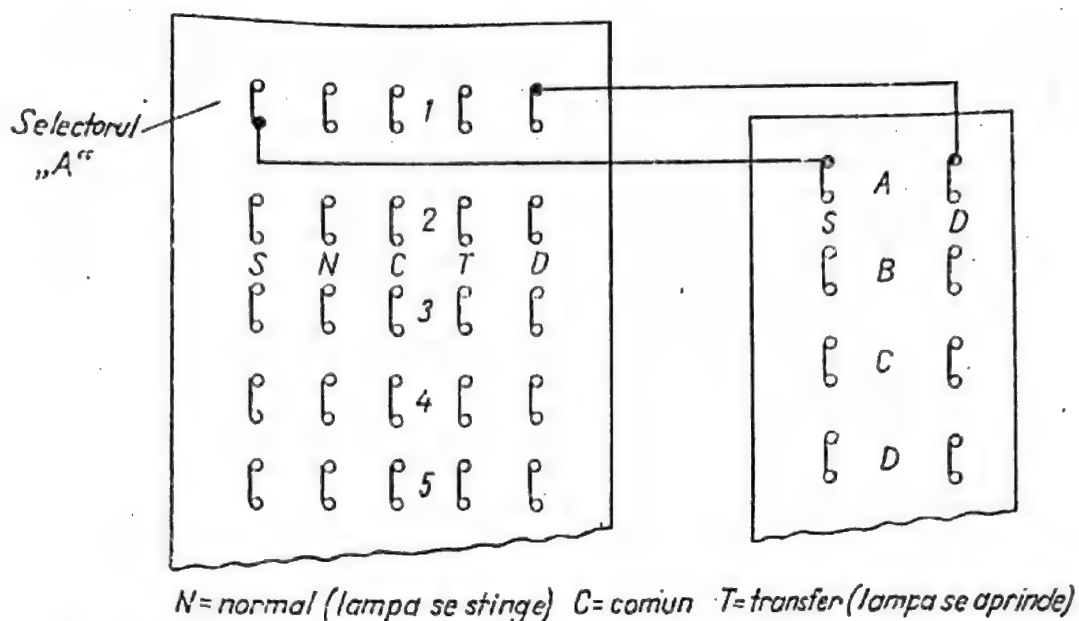 Selectorul
„A“
1
2
S N C T D
3
4
5
A
S D
B
C
D
N= normal (lampa se stinge) C= comun T= transfer (lampa se aprinde)